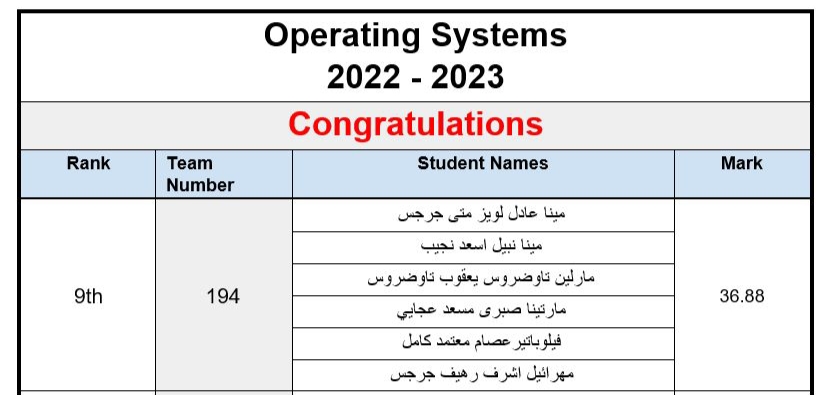 Operating Systems
2022 - 2023
Congratulations
Rank
Team Number
Student Names
Mark
9th
194
مينا عادل لويز متى جرجس
مينا نبيل اسعد نجيب
مارلين تاوضروس يعقوب تاوضروس
مارتينا صبرى مسعد عجايبي
فيلوباتير عصام معتمد كامل
مهرائيل اشرف رهيف جرجس
36.88